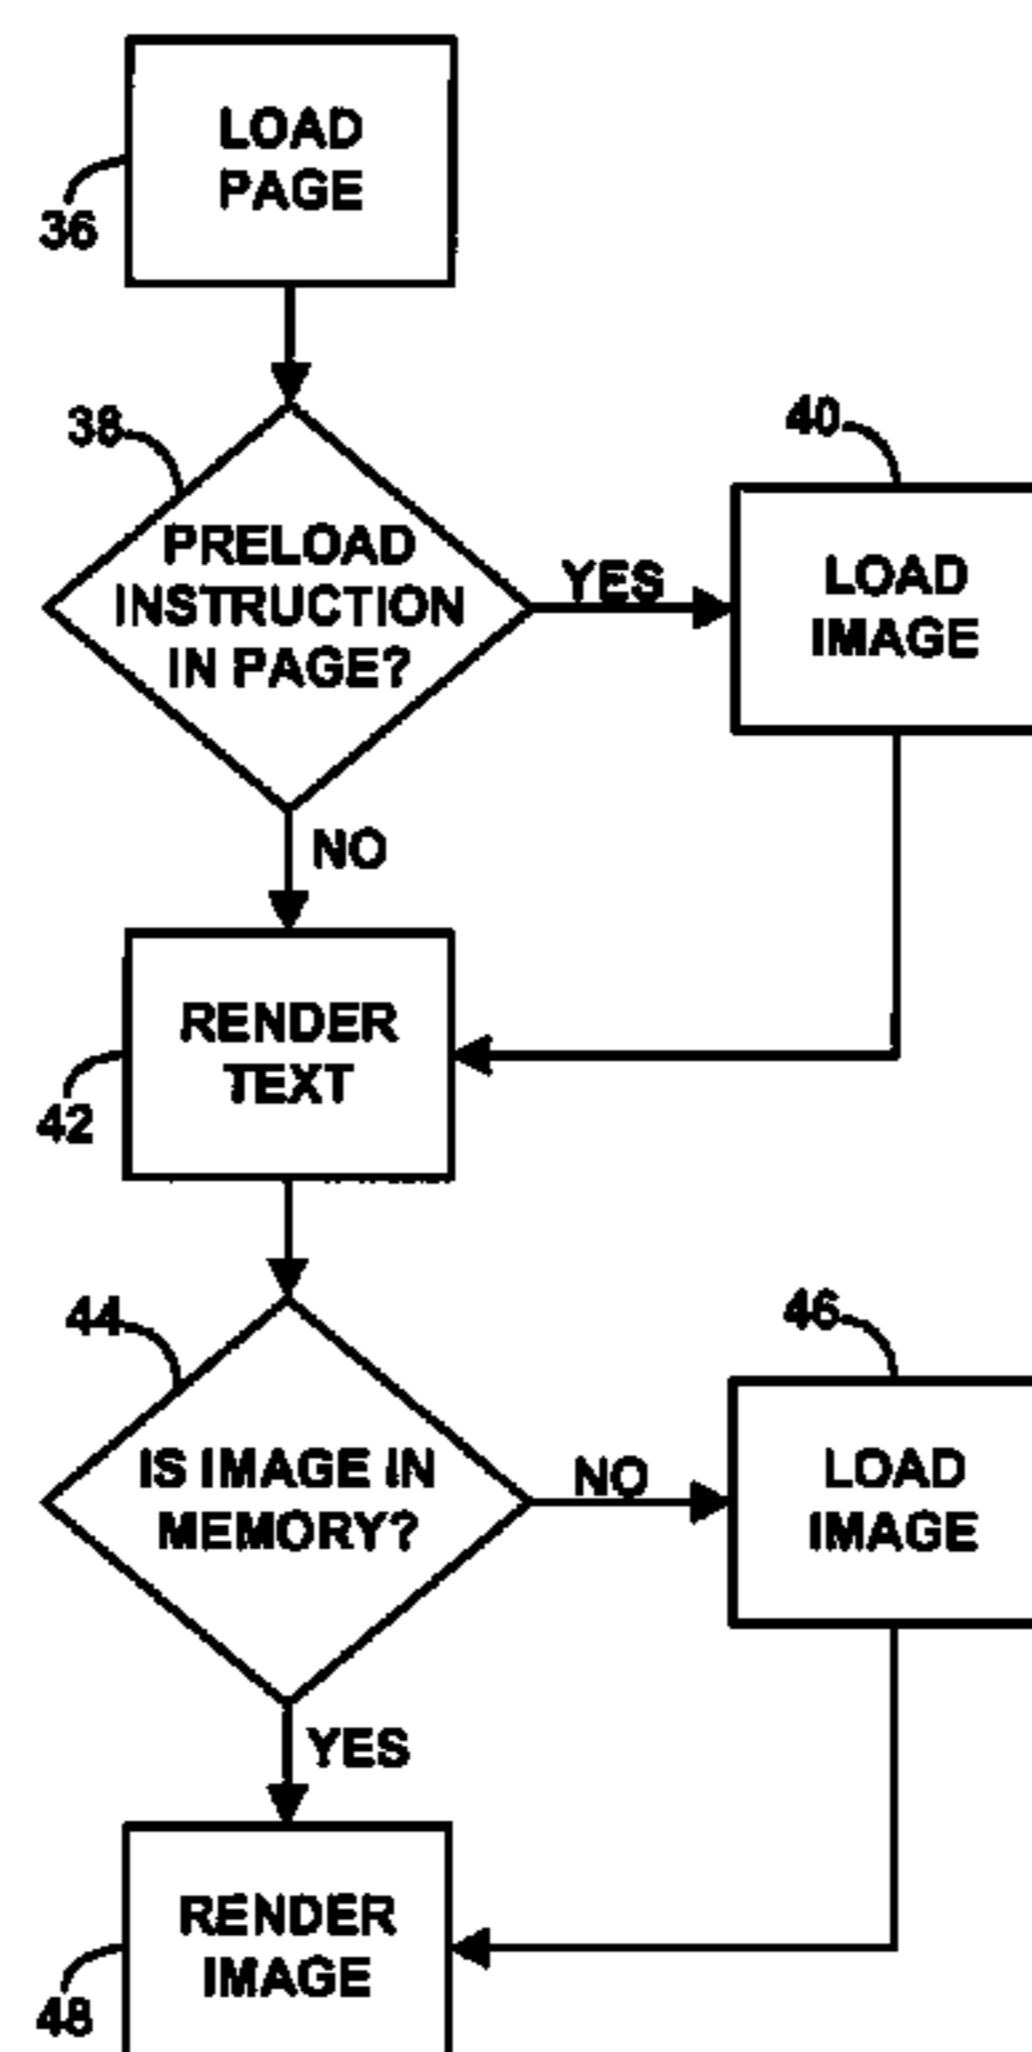 LOAD
PAGE
36
38
PRELOAD
INSTRUCTION
IN PAGE?
YES
40
LOAD
IMAGE
NO
RENDER
TEXT
42
44
IS IMAGE IN
MEMORY?
NO
46
LOAD
IMAGE
YES
RENDER
IMAGE
48